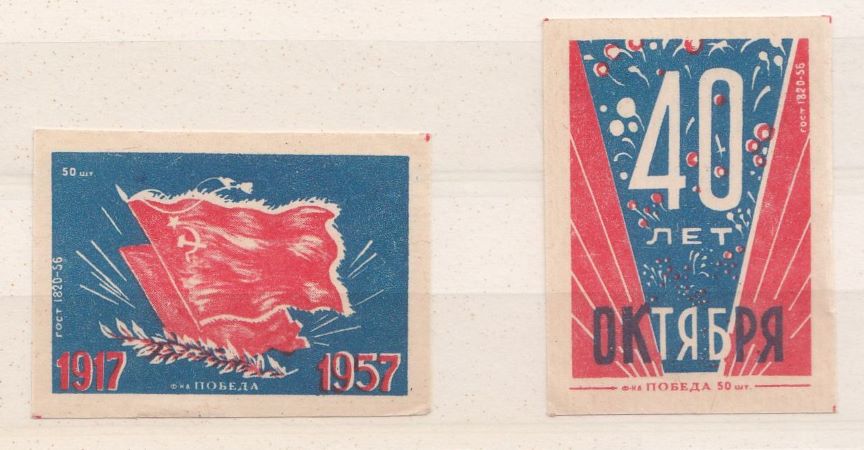 50 шт.
ГОСТ 1820-56
1917 1957
Ф-КА ПОБЕДА
40
ЛЕТ
ОКТЯБРЯ
ГОСТ 1820-56
Ф-КА ПОБЕДА 50 шт.